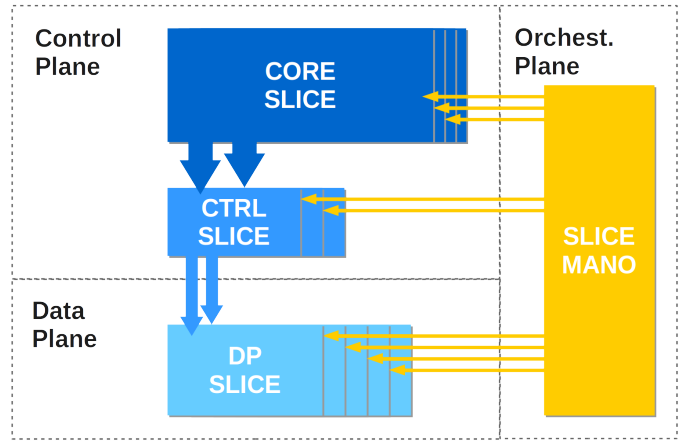 Control
Plane
Orchest.
Plane
CORE
SLICE
CTRL
SLICE
SLICE
MANO
Data
Plane
DP
SLICE